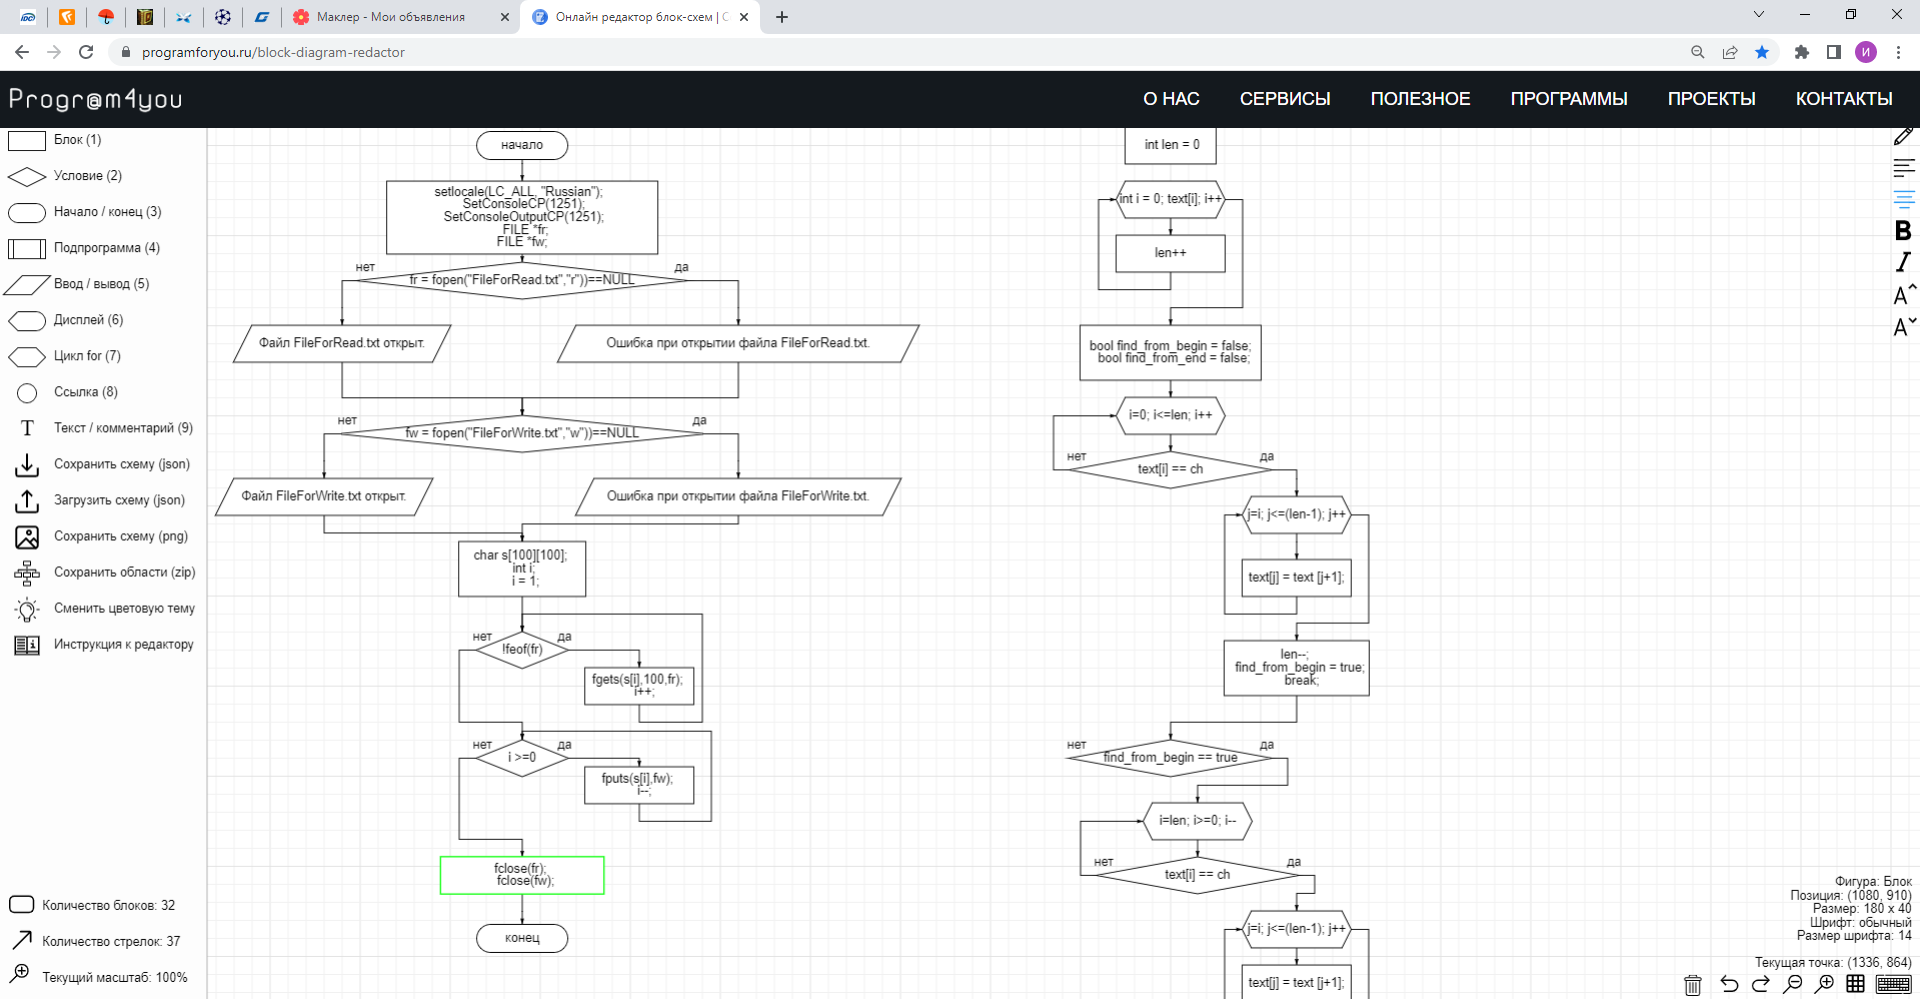 Маклер - Мои объявления
Онлайн редактор блок-схем | С
programforyou.ru/block-diagram-redactor
И
Progr@m4you
О НАС
СЕРВИСЫ
ПОЛЕЗНОЕ
ПРОГРАММЫ
ПРОЕКТЫ
КОНТАКТЫ
Блок (1)
Условие (2)
Начало / конец (3)
Подпрограмма (4)
Ввод / вывод (5)
Дисплей (6)
Цикл for (7)
Ссылка (8)
Текст / комментарий (9)
Сохранить схему (json)
Загрузить схему (json)
Сохранить схему (png)
Сохранить области (zip)
Сменить цветовую тему
Инструкция к редактору
Количество блоков: 32
Количество стрелок: 37
Текущий масштаб: 100%
начало
setlocale(LC_ALL, "Russian");
SetConsoleCP(1251);
SetConsoleOutputCP(1251);
FILE *fr;
FILE *fw;
нет
да
fr = fopen("FileForRead.txt","r"))==NULL
Файл FileForRead.txt открыт.
Ошибка при открытии файла FileForRead.txt.
нет
да
fw = fopen("FileForWrite.txt","w"))==NULL
Файл FileForWrite.txt открыт.
Ошибка при открытии файла FileForWrite.txt.
char s[100][100];
int i;
i = 1;
нет
да
!feof(fr)
fgets(s[i],100,fr);
i++;
нет
да
i >=0
fputs(s[i],fw);
i--;
fclose(fr);
fclose(fw);
конец
int len = 0
int i = 0; text[i]; i++
len++
bool find_from_begin = false;
bool find_from_end = false;
i=0; i<=len; i++
нет
да
text[i] == ch
j=i; j<=(len-1); j++
text[j] = text [j+1];
len--;
find_from_begin = true;
break;
нет
да
find_from_begin == true
i=len; i>=0; i--
нет
да
text[i] == ch
j=i; j<=(len-1); j++
text[j] = text [j+1];
B
I
A
A
Фигура: Блок
Позиция: (1080, 910)
Размер: 180 x 40
Шрифт: обычный
Размер шрифта: 14
Текущая точка: (1336, 864)